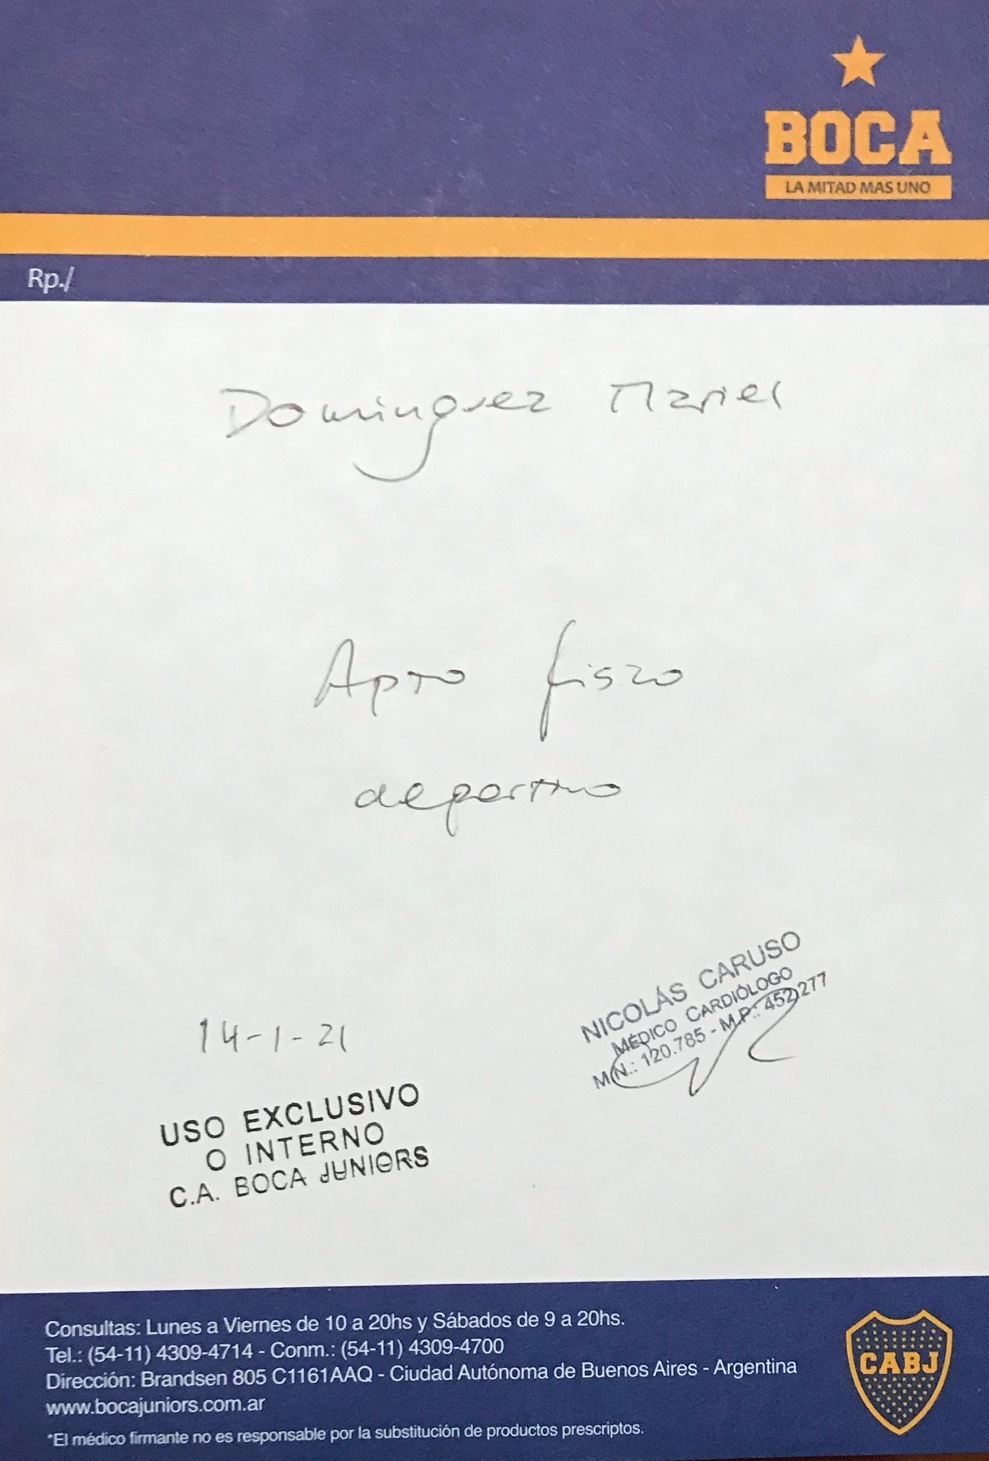 BOCA
LA MITAD MAS UNO
Rp./
Dominguez Mariel
Apto fisico
deportivo
NICOLÁS CARUSO
MÉDICO CARDIÓLOGO
M.N.: 120.785 - M.P.: 452.277
14-1-21
USO EXCLUSIVO
O INTERNO
C.A. BOCA JUNIORS
Consultas: Lunes a Viernes de 10 a 20hs y Sábados de 9 a 20hs.
Tel.: (54-11) 4309-4714 - Conm.: (54-11) 4309-4700
Dirección: Brandsen 805 C1161AAQ - Ciudad Autónoma de Buenos Aires - Argentina
www.bocajuniors.com.ar
*El médico firmante no es responsable por la substitución de productos prescriptos.
CABJ